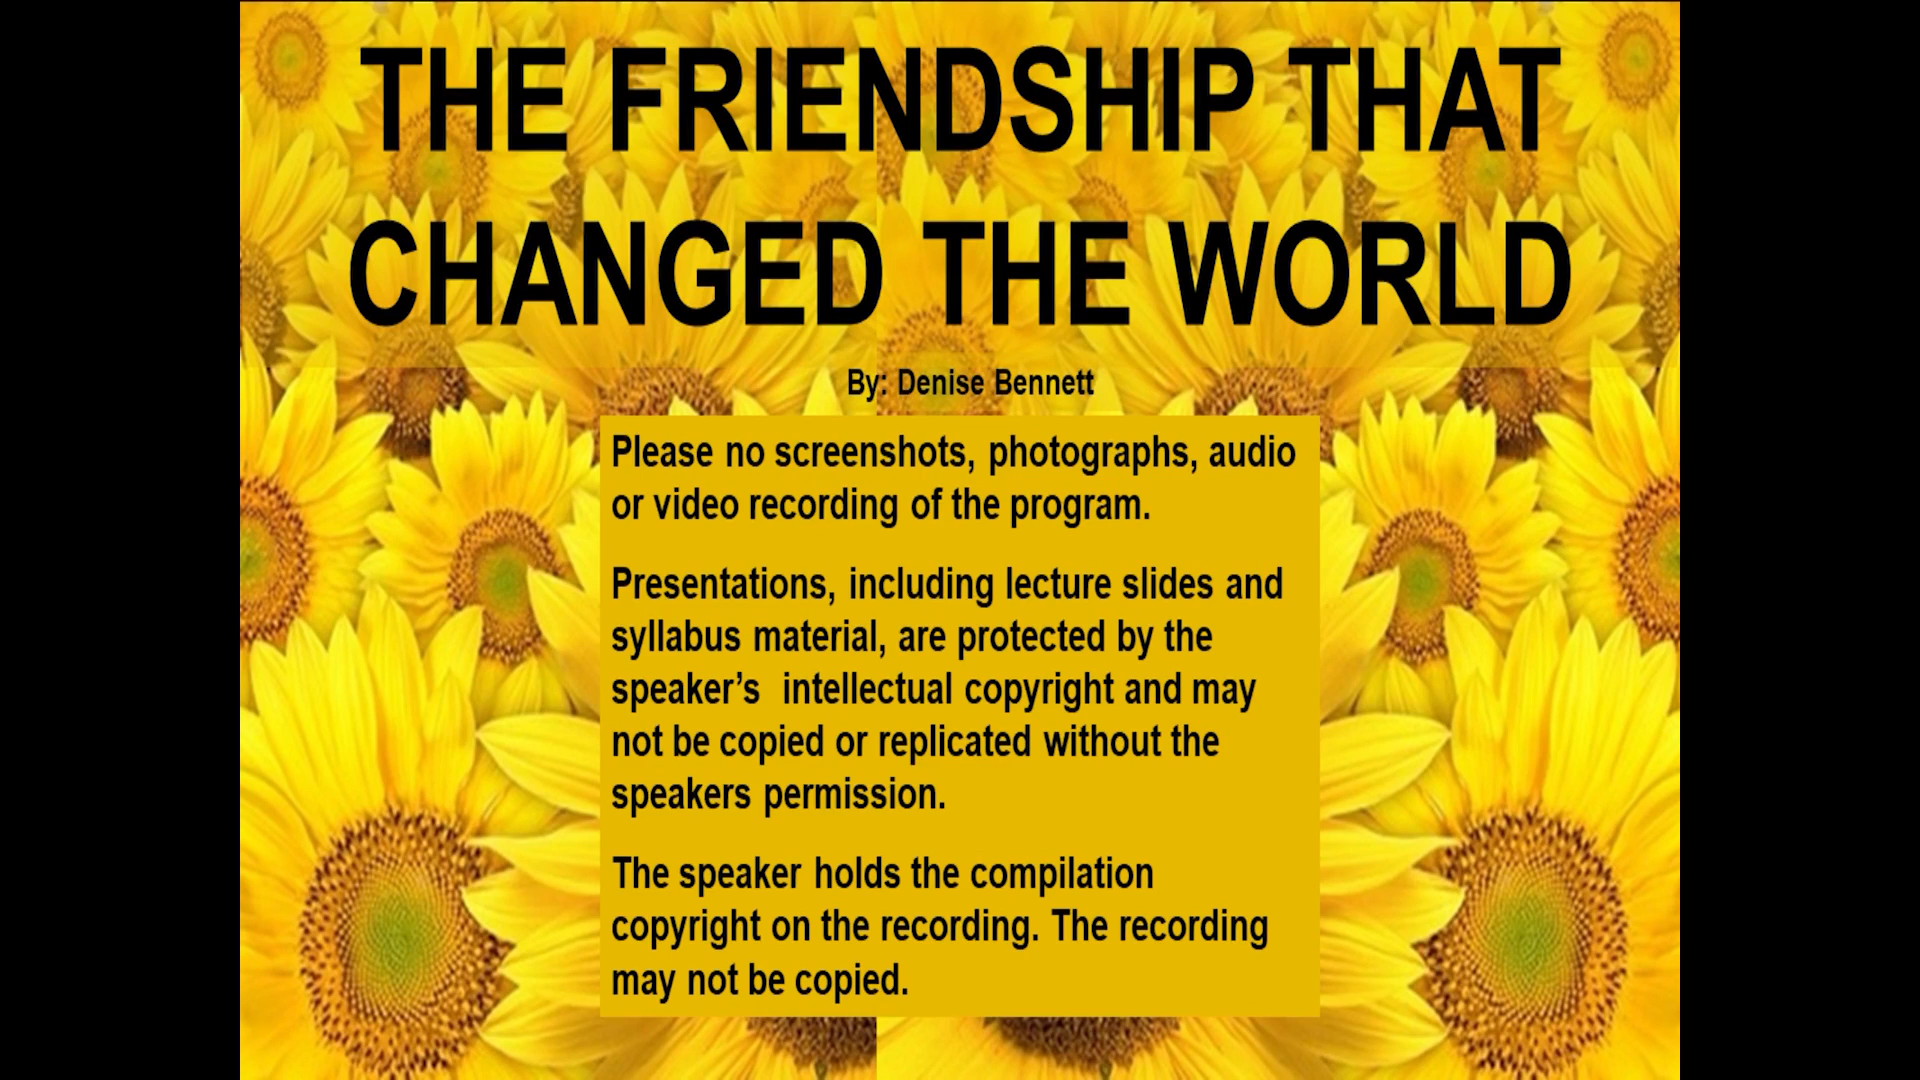 THE FRIENDSHIP THAT
CHANGED THE WORLD
By: Denise Bennett
Please no screenshots, photographs, audio
or video recording of the program.
Presentations, including lecture slides and
syllabus material, are protected by the
speaker’s  intellectual copyright and may
not be copied or replicated without the
speakers permission.
The speaker holds the compilation
copyright on the recording. The recording
may not be copied.